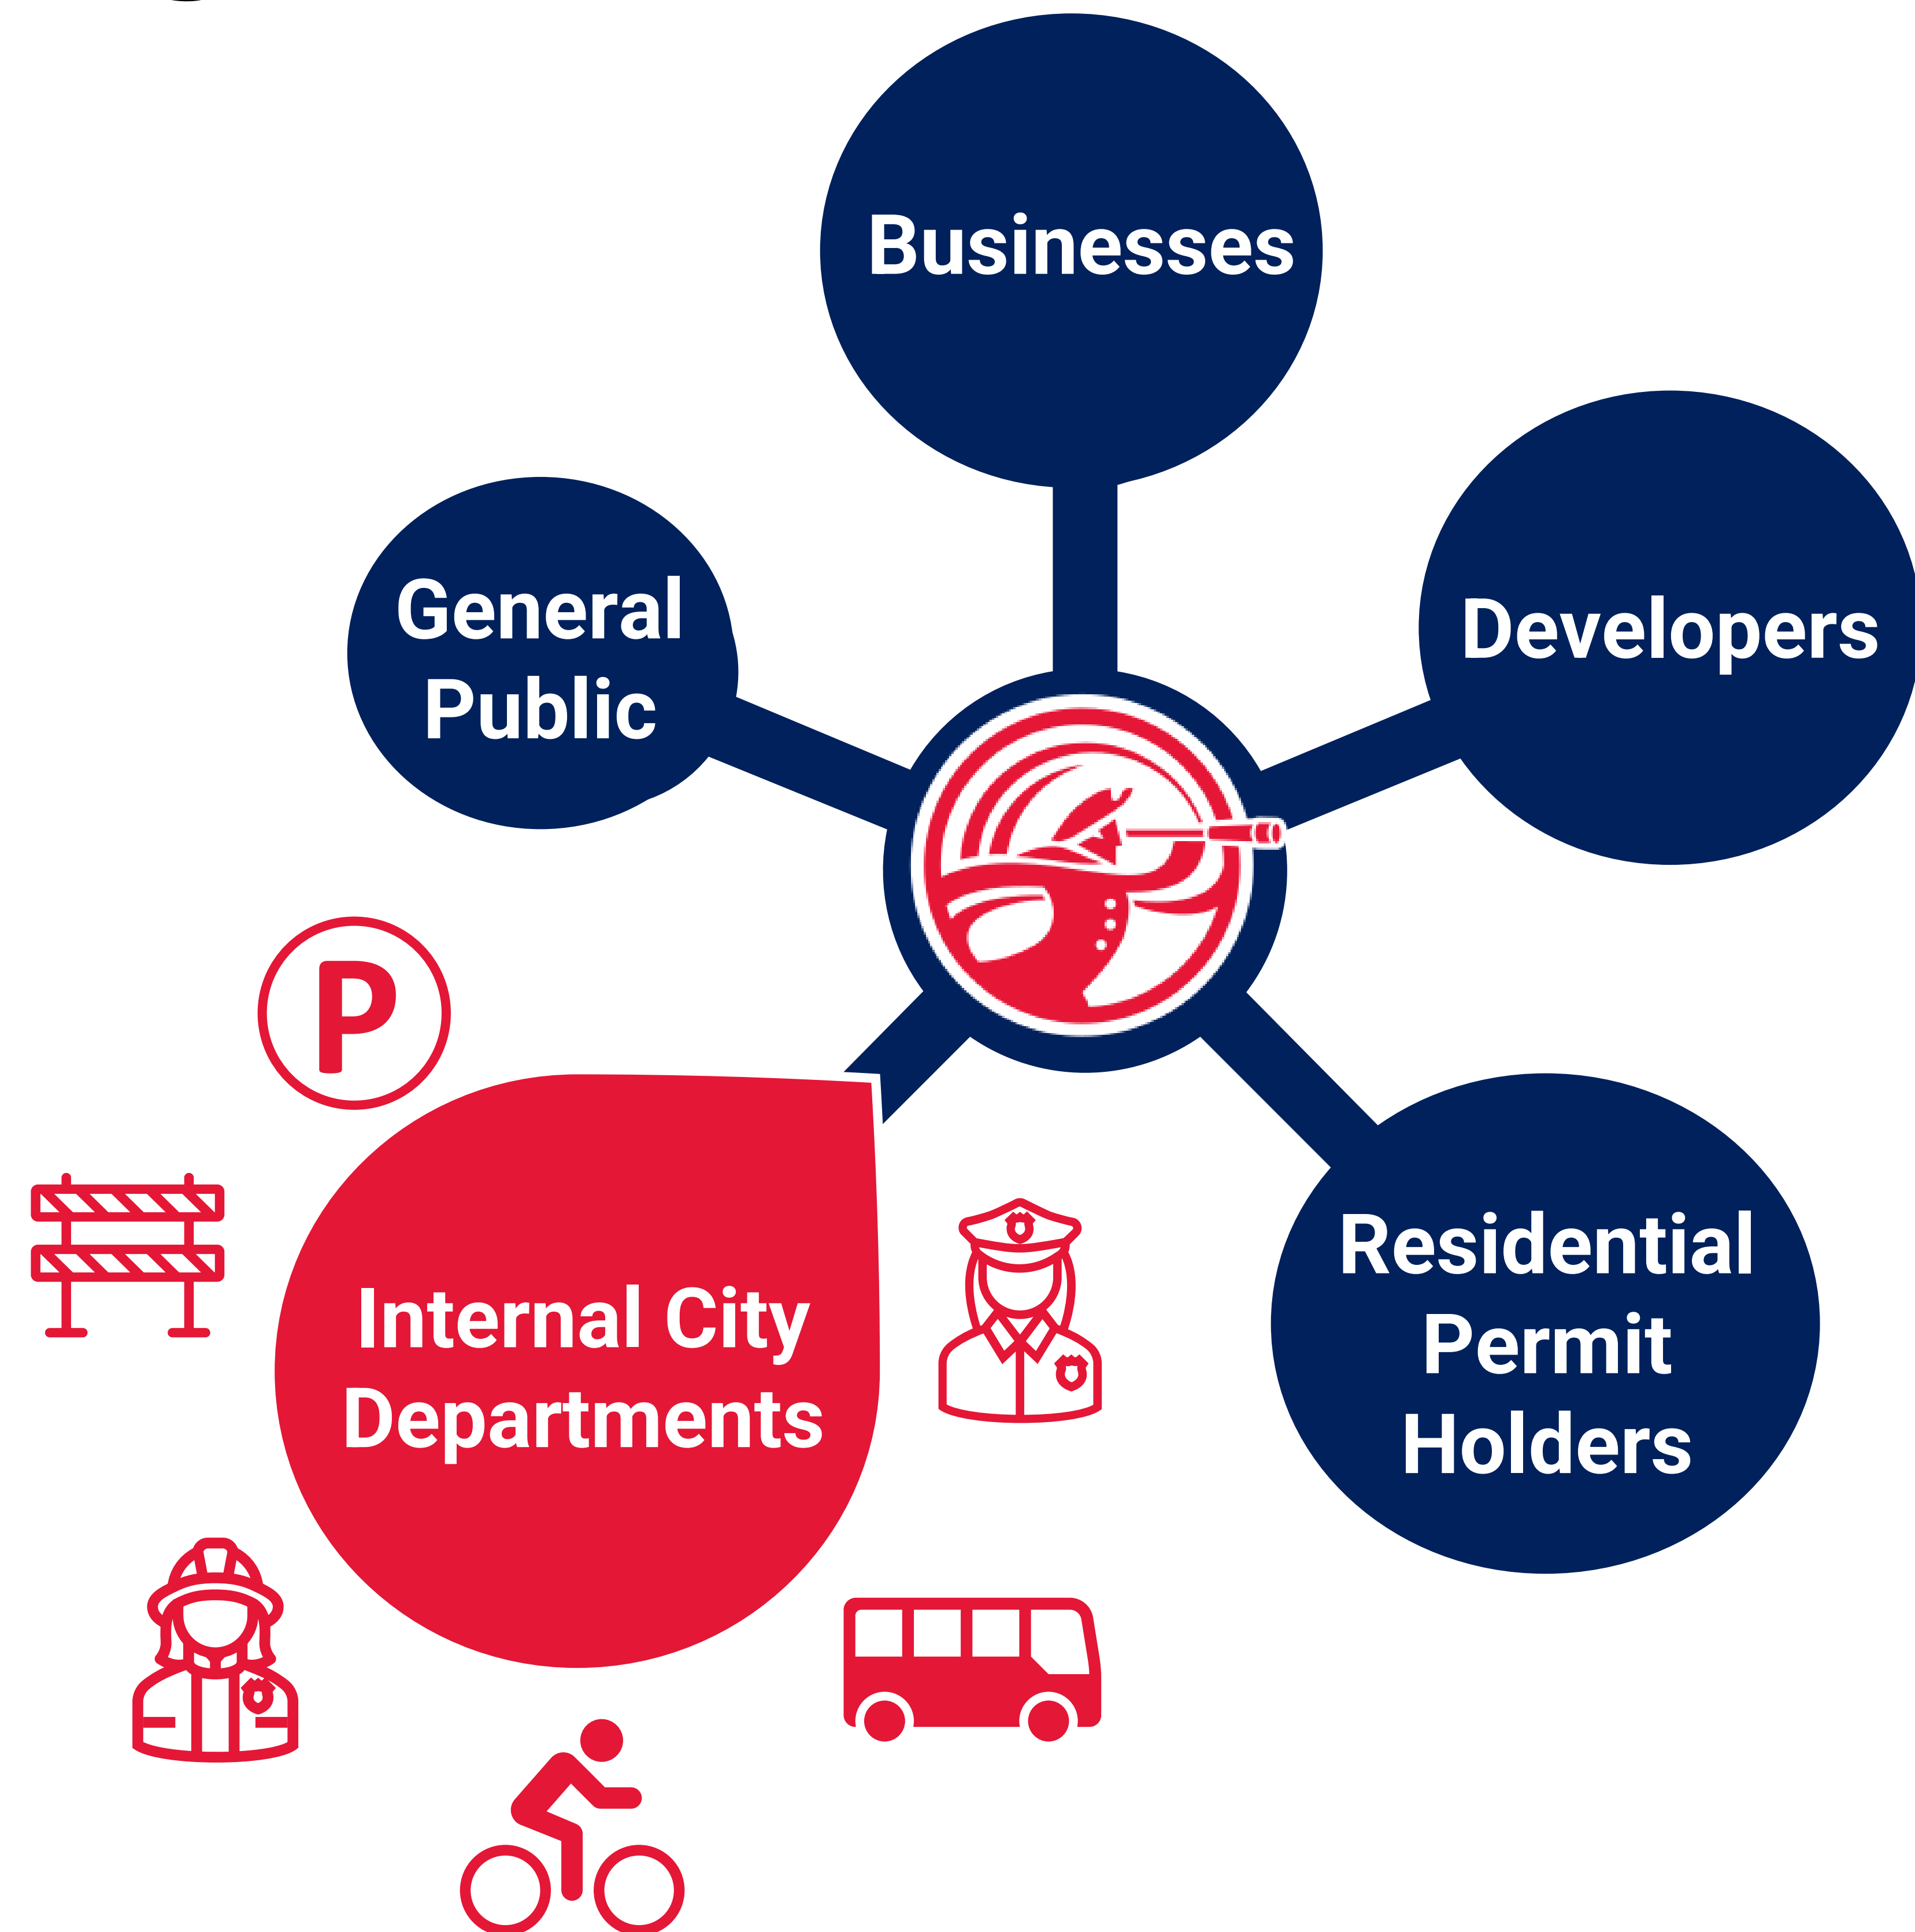 Businesses
General
Public
Developers
P
Internal City
Departments
Residential
Permit
Holders